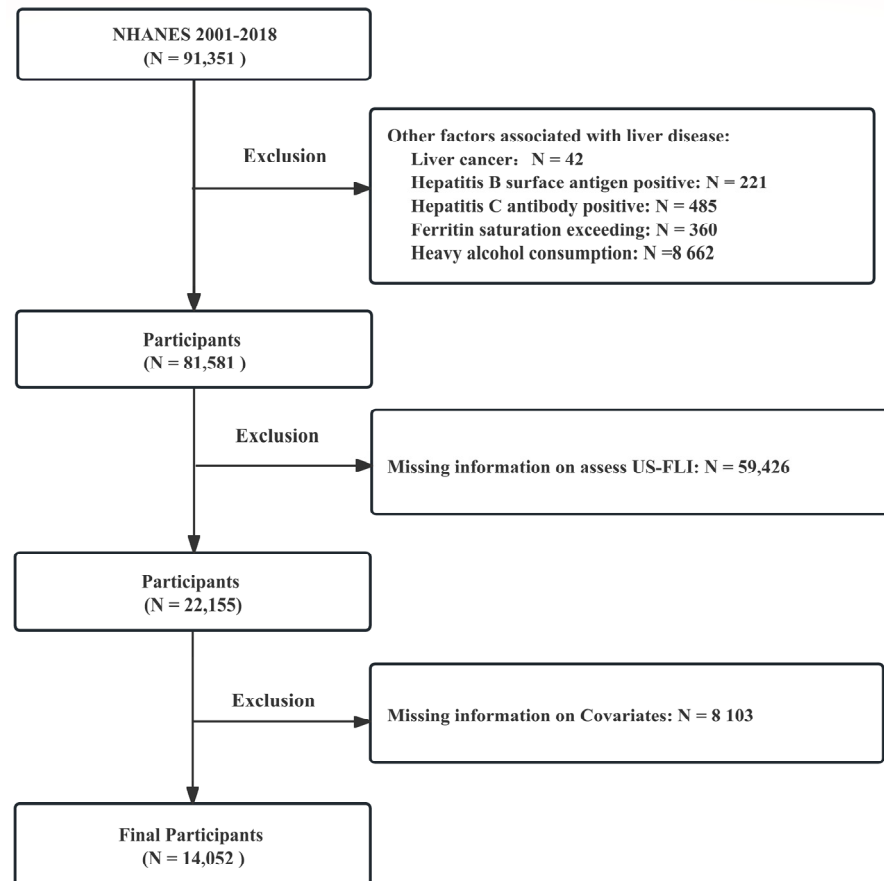 NHANES 2001-2018
(N = 91,351 )
Exclusion
Other factors associated with liver disease:
Liver cancer： N = 42
Hepatitis B surface antigen positive: N = 221
Hepatitis C antibody positive: N = 485
Ferritin saturation exceeding: N = 360
Heavy alcohol consumption: N =8 662
Participants
(N = 81,581 )
Exclusion
Missing information on assess US-FLI: N = 59,426
Participants
(N = 22,155)
Exclusion
Missing information on Covariates: N = 8 103
Final Participants
(N = 14,052 )